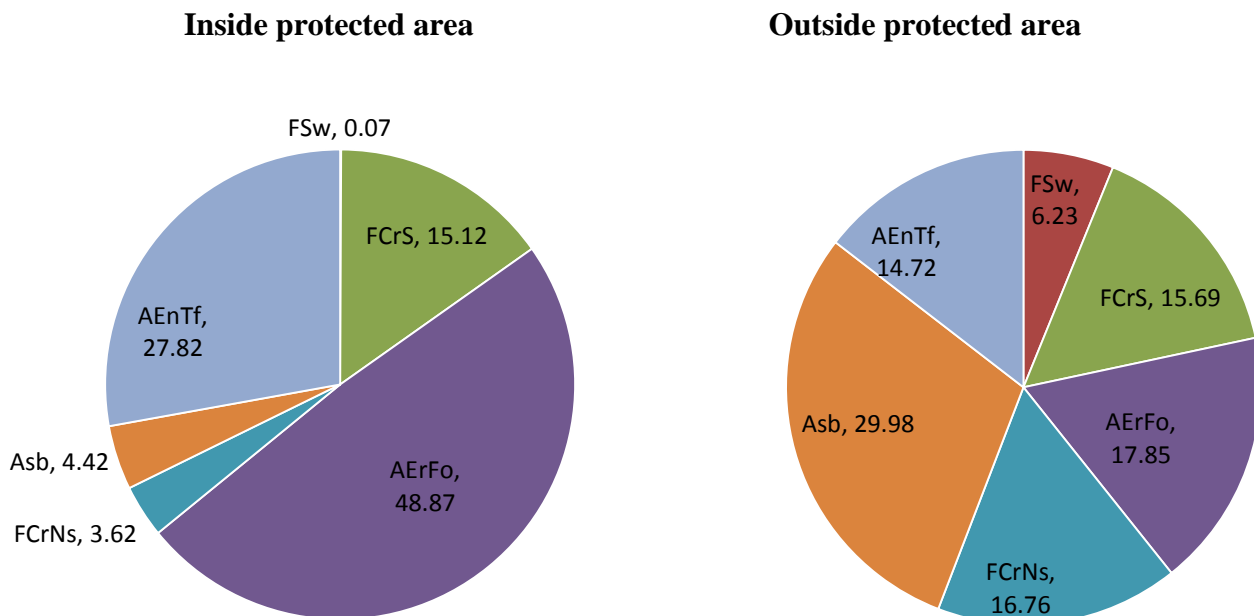 Inside protected area
FSw, 0.07
FCrS, 15.12
AEnTf,
27.82
AErFo,
48.87
Asb, 4.42
FCrNs, 3.62
Outside protected area
FSw,
6.23
AEnTf,
14.72
FCrS, 15.69
AErFo,
17.85
Asb, 29.98
FCrNs,
16.76